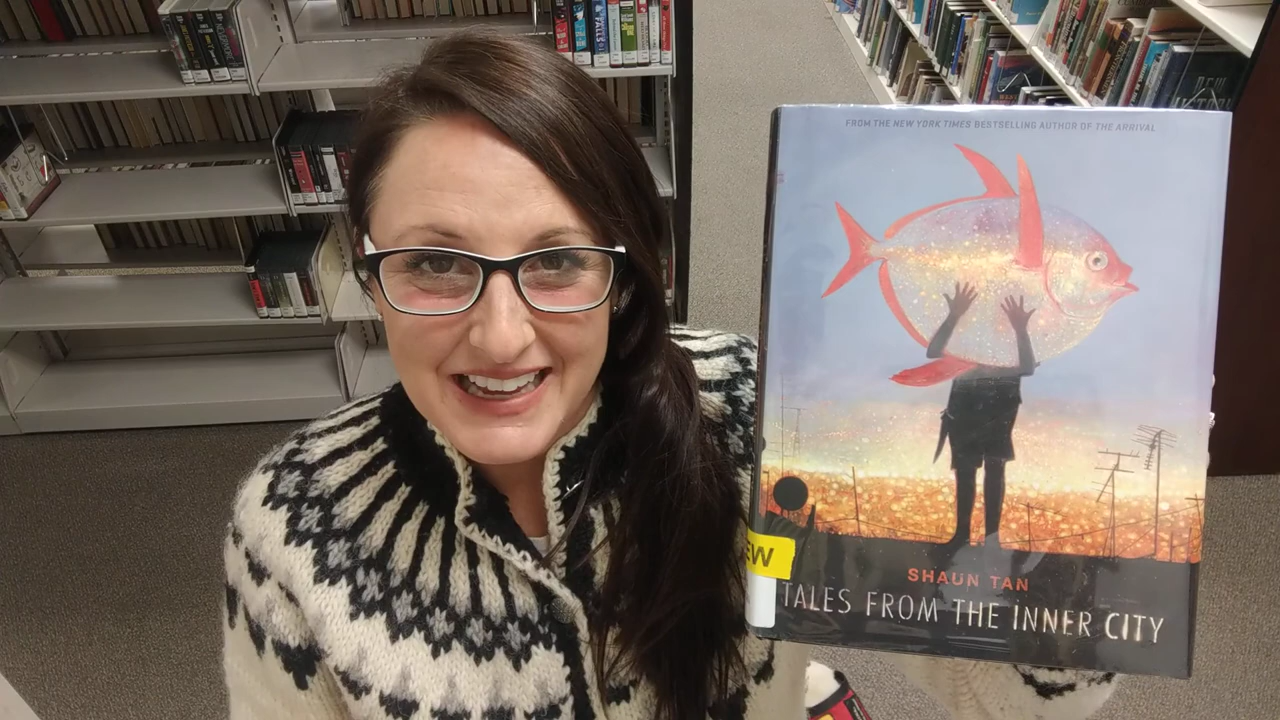 FROM THE NEW YORK TIMES BESTSELLING AUTHOR OF THE ARRIVAL
EW
SHAUN TAN
TALES FROM THE INNER CITY